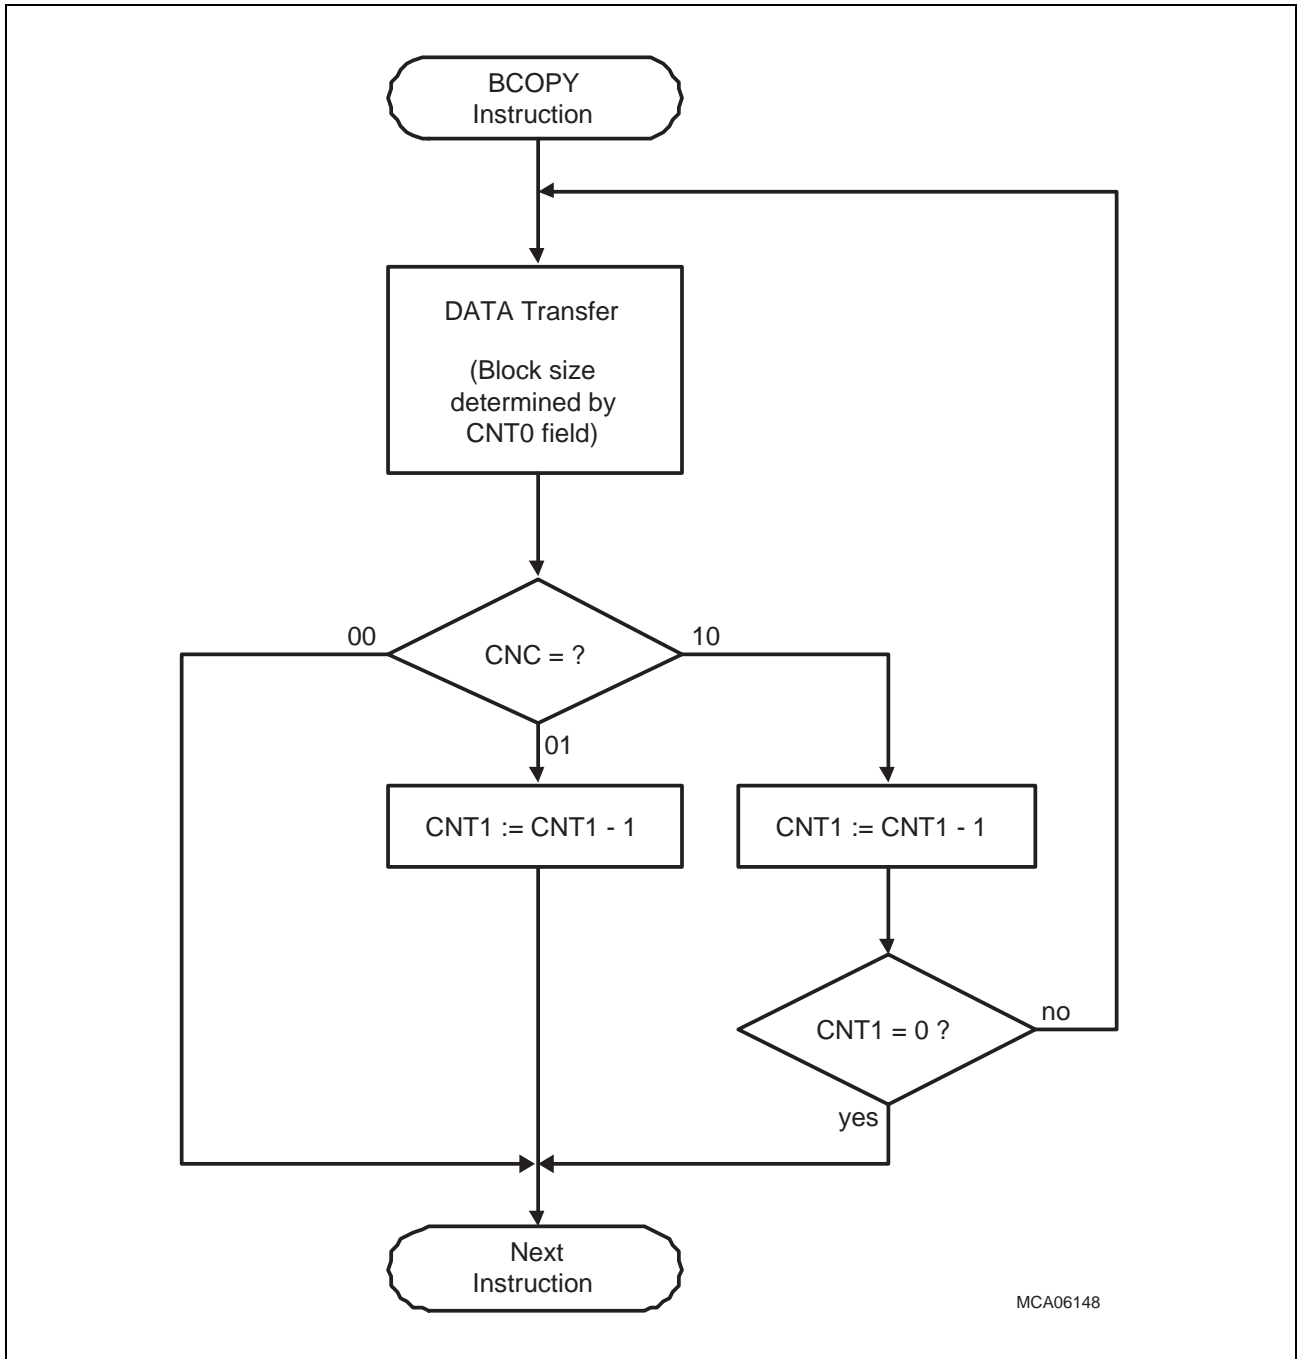 BCOPY
Instruction
DATA Transfer
(Block size
determined by
CNT0 field)
00
CNC = ?
10
01
CNT1 := CNT1 - 1
CNT1 := CNT1 - 1
CNT1 = 0 ?
no
yes
Next
Instruction
MCA06148